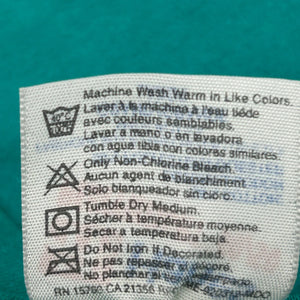 Machine Wash Warm in Like Colors.
Laver à la machine à l'eau tiède
avec couleurs semblables.
Lavar a mano o en lavadora
con agua tibia con colores similares.
Only Non-Chlorine Bleach.
Aucun agent de blanchiment.
Solo blanqueador sin cloro.
Tumble Dry Medium.
Sécher à température moyenne.
Secar a temperatura baja.
Do Not Iron if Decorated.
Ne pas repasser si
No planchar si
RN 15760 CA 21356